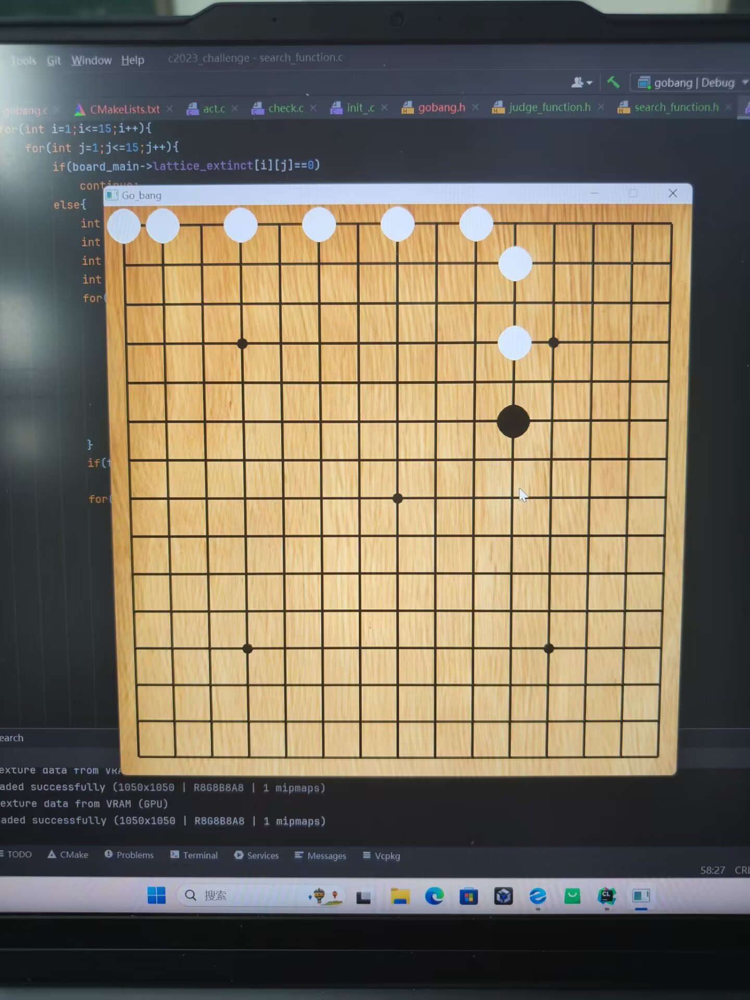 Tools Git Window Help c2023_challenge - search_function.c
gobang | Debug
gobang.c CMakeLists.txt act.c check.c init_.c gobang.h judge_function.h search_function.h
for(int i=1;i<=15;i++){
for(int j=1;j<=15;j++){
if(board_main->lattice_extinct[i][j]==0)
continue;
Go_bang
else{
int
int
int
int
for(
}
if(
for(
earch
exture data from VRA
aded successfully (1050x1050 | R8G8B8A8 | 1 mipmaps)
exture data from VRAM (GPU)
aded successfully (1050x1050 | R8G8B8A8 | 1 mipmaps)
TODO CMake Problems Terminal Services Messages Vcpkg
58:27 CRL
搜索
CL